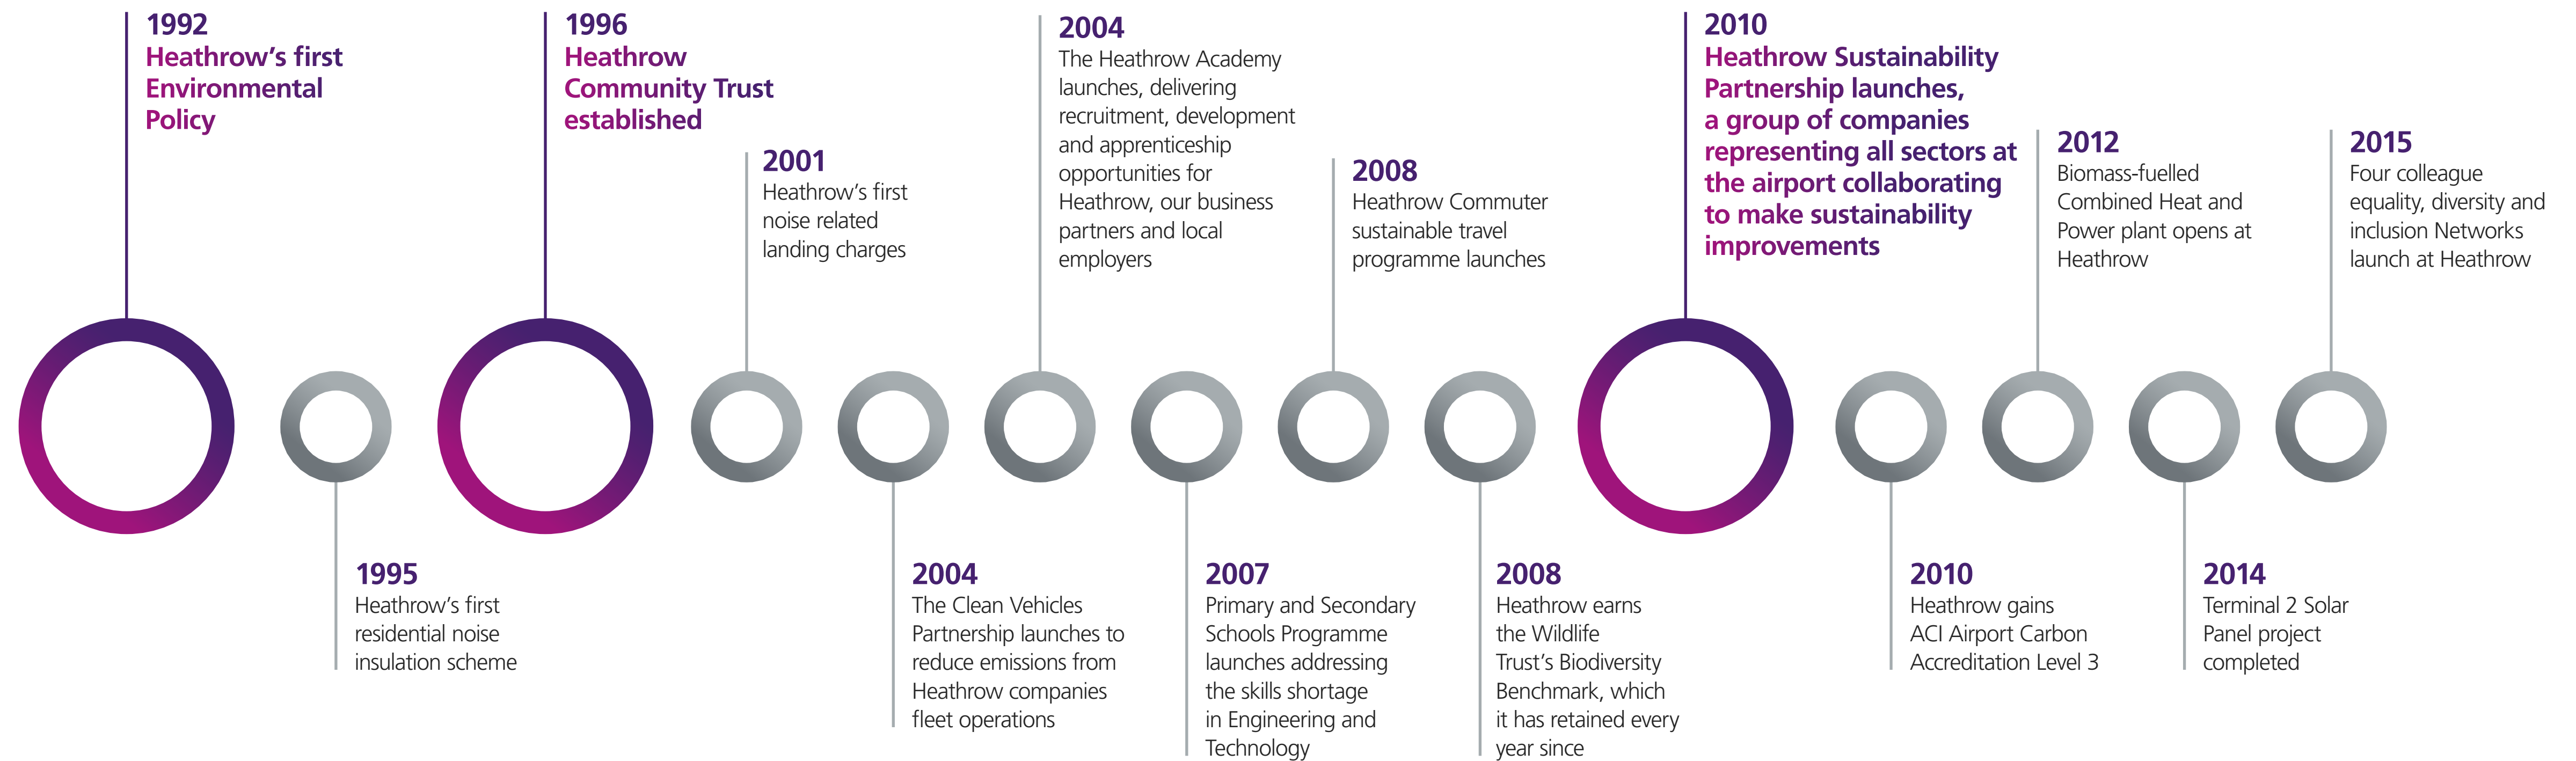 1992
Heathrow’s first
Environmental
Policy
1995
Heathrow’s first
residential noise
insulation scheme
1996
Heathrow
Community Trust
established
2001
Heathrow’s first
noise related
landing charges
2004
The Clean Vehicles
Partnership launches to
reduce emissions from
Heathrow companies
fleet operations
2004
The Heathrow Academy
launches, delivering
recruitment, development
and apprenticeship
opportunities for
Heathrow, our business
partners and local
employers
2007
Primary and Secondary
Schools Programme
launches addressing
the skills shortage
in Engineering and
Technology
2008
Heathrow Commuter
sustainable travel
programme launches
2008
Heathrow earns
the Wildlife
Trust’s Biodiversity
Benchmark, which
it has retained every
year since
2010
Heathrow Sustainability
Partnership launches,
a group of companies
representing all sectors at
the airport collaborating
to make sustainability
improvements
2010
Heathrow gains
ACI Airport Carbon
Accreditation Level 3
2012
Biomass-fuelled
Combined Heat and
Power plant opens at
Heathrow
2014
Terminal 2 Solar
Panel project
completed
2015
Four colleague
equality, diversity and
inclusion Networks
launch at Heathrow